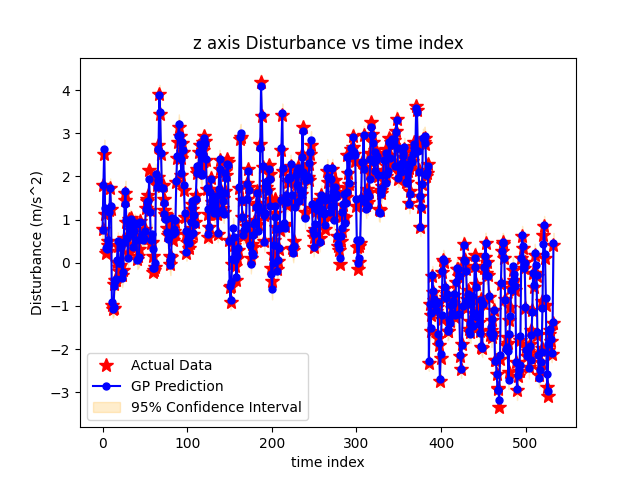 z axis Disturbance vs time index
Disturbance (m/s^2)
4
3
2
1
0
−1
−2
−3
Actual Data
GP Prediction
95% Confidence Interval
0 100 200 300 400 500
time index